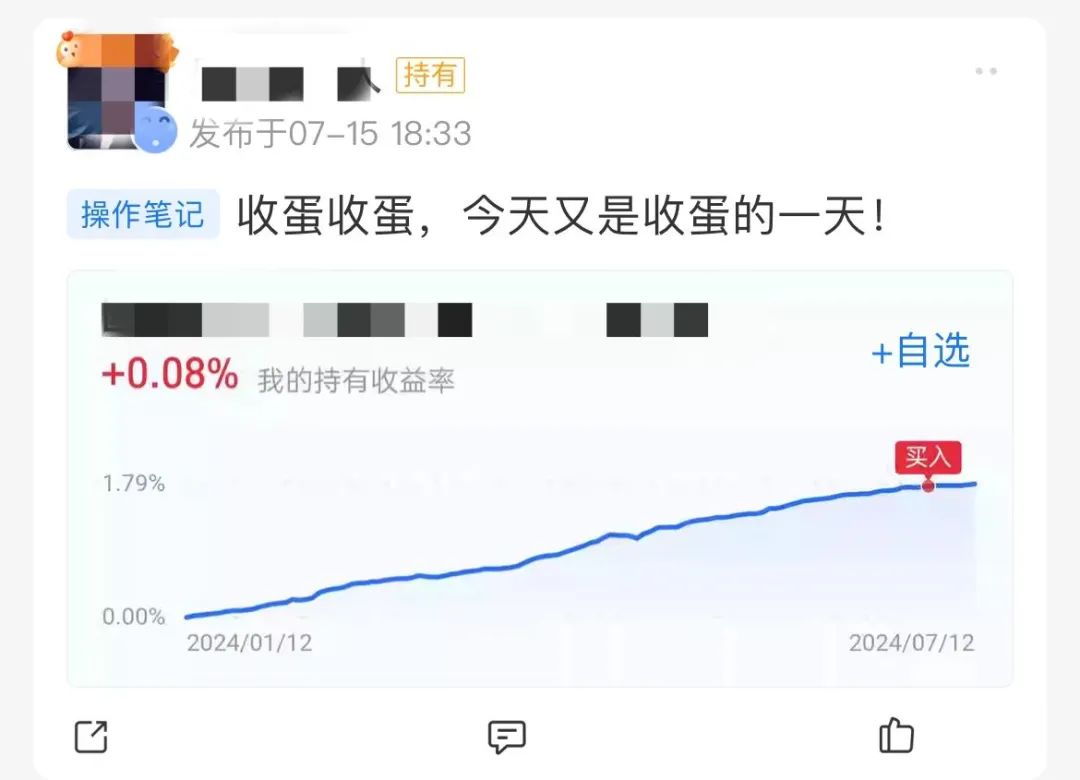 持有
发布于07-15 18:33
操作笔记 收蛋收蛋，今天又是收蛋的一天！
+自选
+0.08% 我的持有收益率
买入
1.79%
0.00%
2024/01/12 2024/07/12